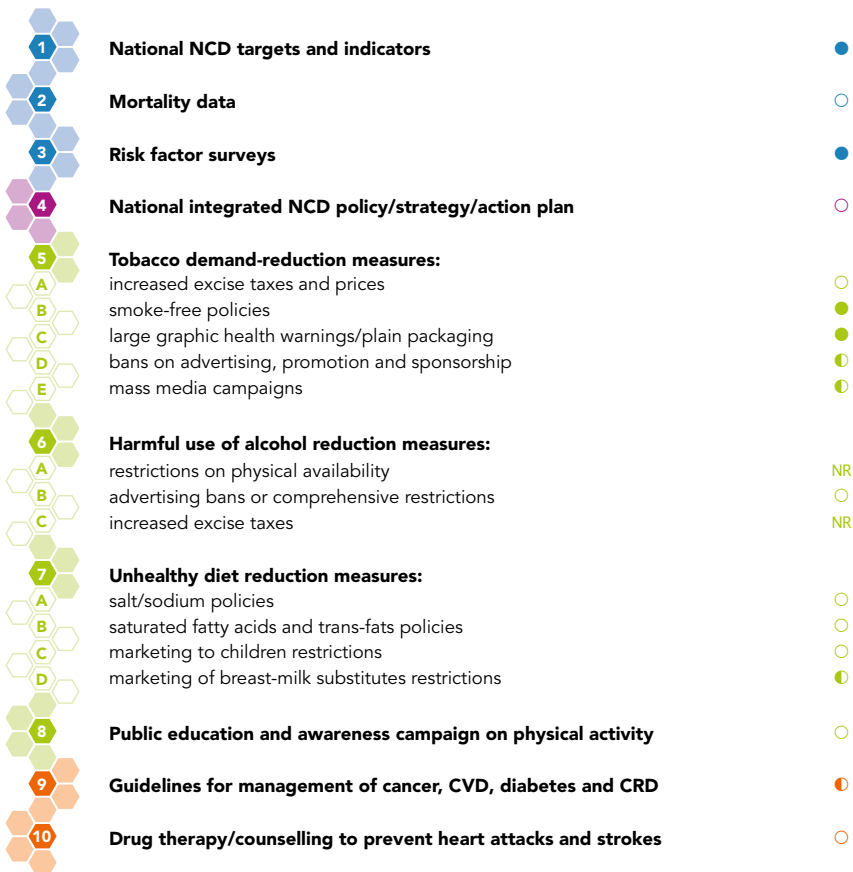 1 National NCD targets and indicators ●
2 Mortality data ○
3 Risk factor surveys ●
4 National integrated NCD policy/strategy/action plan ○
5 Tobacco demand-reduction measures:
A increased excise taxes and prices ○
B smoke-free policies ●
C large graphic health warnings/plain packaging ●
D bans on advertising, promotion and sponsorship ◐
E mass media campaigns ◐
6 Harmful use of alcohol reduction measures:
A restrictions on physical availability NR
B advertising bans or comprehensive restrictions ○
C increased excise taxes NR
7 Unhealthy diet reduction measures:
A salt/sodium policies ○
B saturated fatty acids and trans-fats policies ○
C marketing to children restrictions ○
D marketing of breast-milk substitutes restrictions ◐
8 Public education and awareness campaign on physical activity ○
9 Guidelines for management of cancer, CVD, diabetes and CRD ◐
10 Drug therapy/counselling to prevent heart attacks and strokes ○